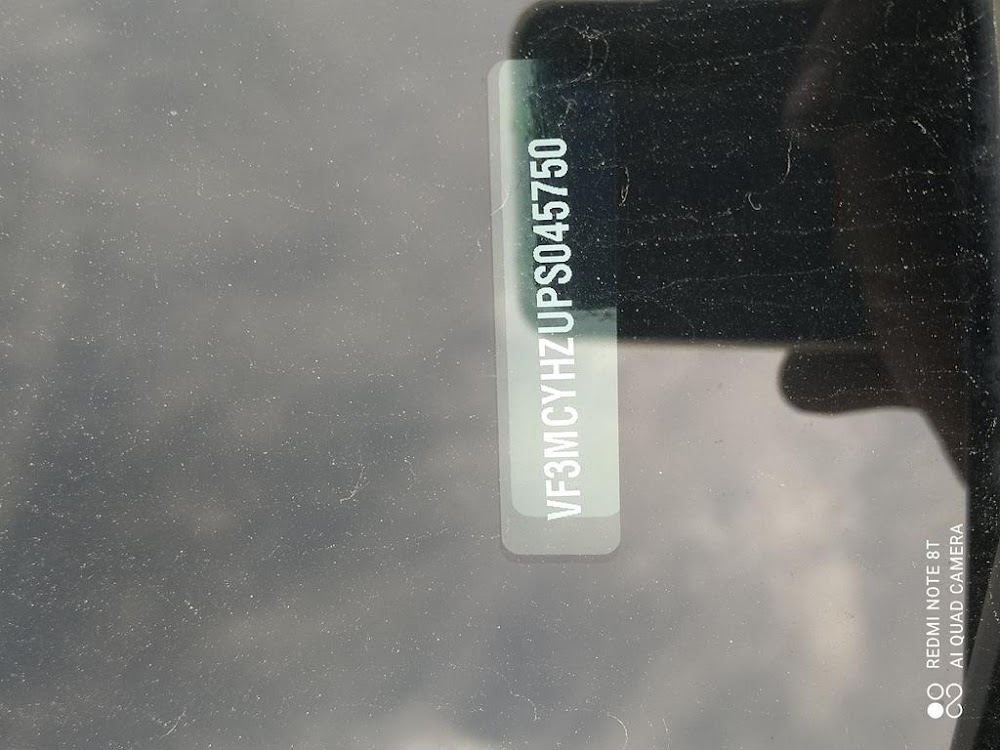 VF3MCYHZUPS045750
REDMI NOTE 8T
AI QUAD CAMERA